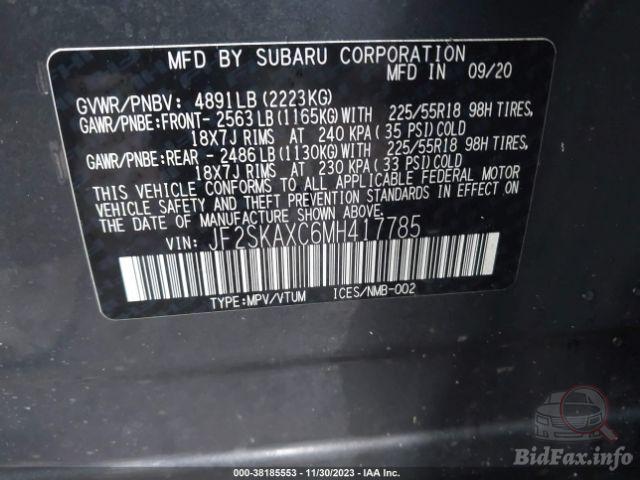 MFD BY SUBARU CORPORATION
MFD IN 09/20
GVWR/PNBV: 4891LB(2223KG)
GAWR/PNBE:FRONT- 2563LB(1165KG)WITH 225/55R18 98H TIRES,
18X7J RIMS AT 240 KPA(35 PSI)COLD
GAWR/PNBE:REAR - 2486LB(1130KG)WITH 225/55R18 98H TIRES,
18X7J RIMS AT 230 KPA(33 PSI)COLD
THIS VEHICLE CONFORMS TO ALL APPLICABLE FEDERAL MOTOR
VEHICLE SAFETY AND THEFT PREVENTION STANDARDS IN EFFECT
ON THE DATE OF MANUFACTURE SHOWN ABOVE.
VIN: JF2SKAXC6MH417785
TYPE:MPV/VTUM ICES/NMB-002
BidFax.info
000-38185553 - 11/30/2023 - IAA Inc.